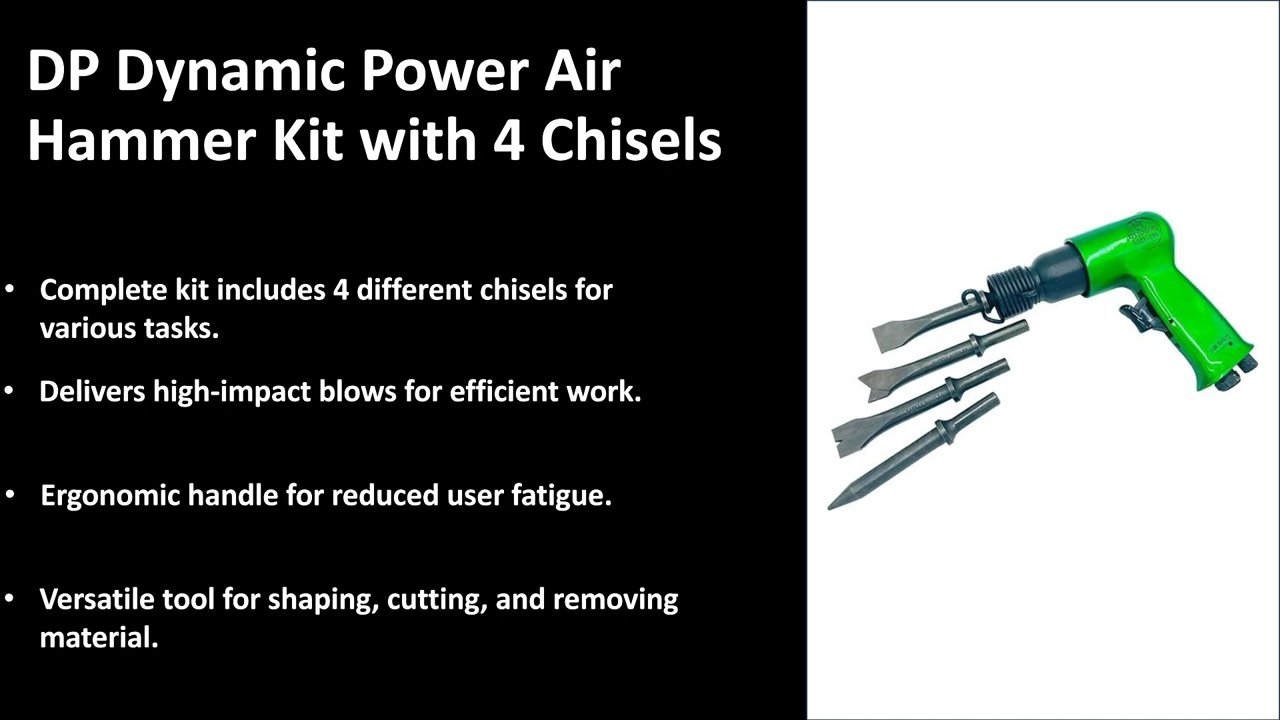 DP Dynamic Power Air
Hammer Kit with 4 Chisels
• Complete kit includes 4 different chisels for
various tasks.
• Delivers high-impact blows for efficient work.
• Ergonomic handle for reduced user fatigue.
• Versatile tool for shaping, cutting, and removing
material.